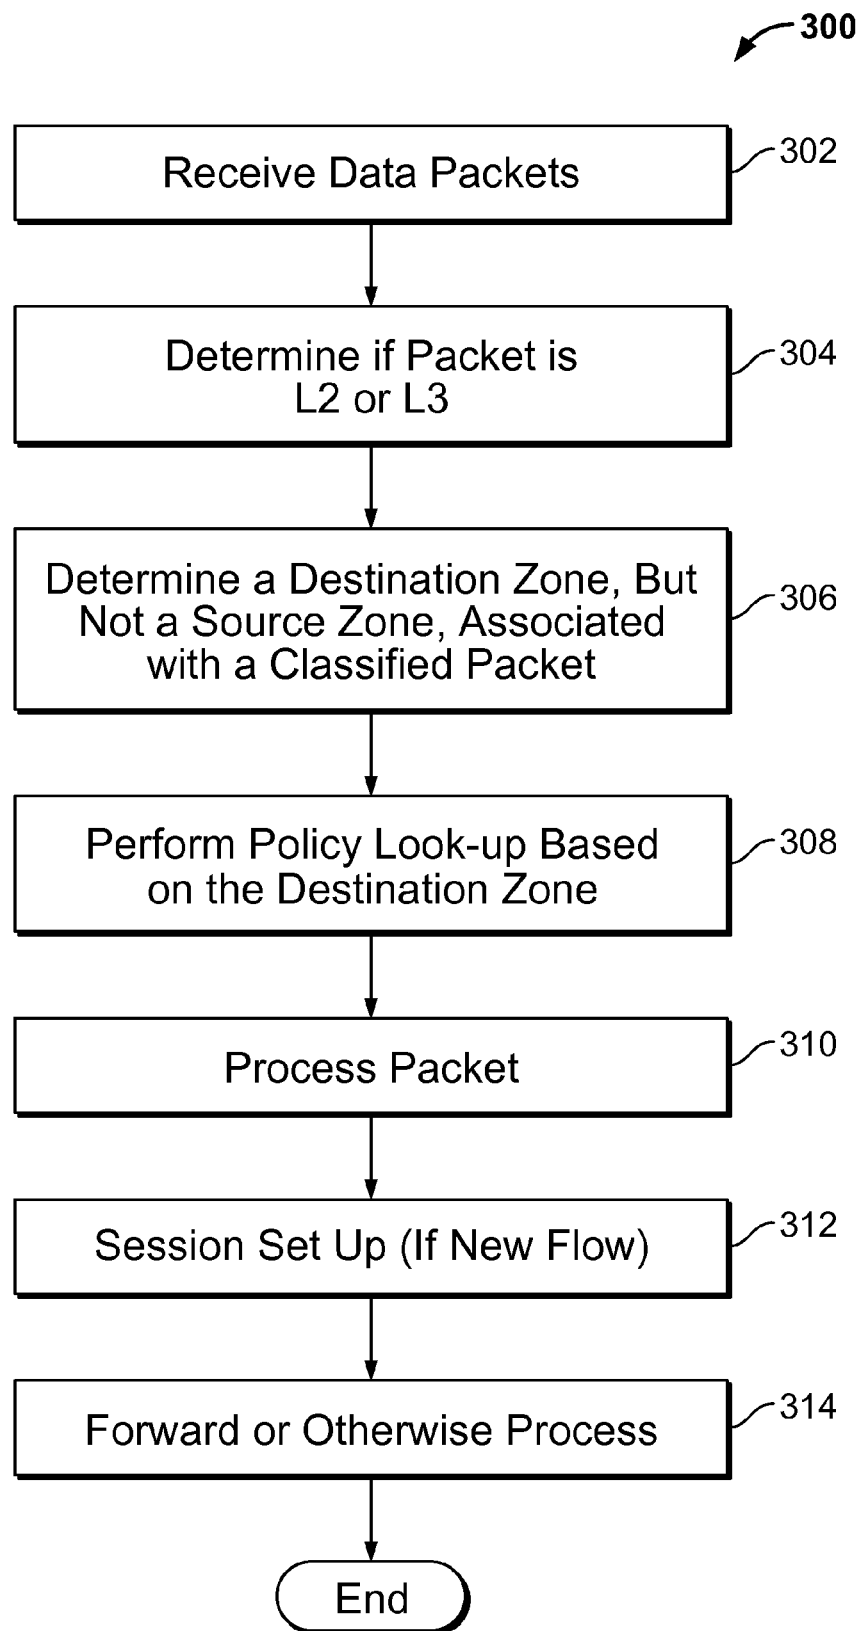 300
Receive Data Packets
302
Determine if Packet is
L2 or L3
304
Determine a Destination Zone, But
Not a Source Zone, Associated
with a Classified Packet
306
Perform Policy Look-up Based
on the Destination Zone
308
Process Packet
310
Session Set Up (If New Flow)
312
Forward or Otherwise Process
314
End